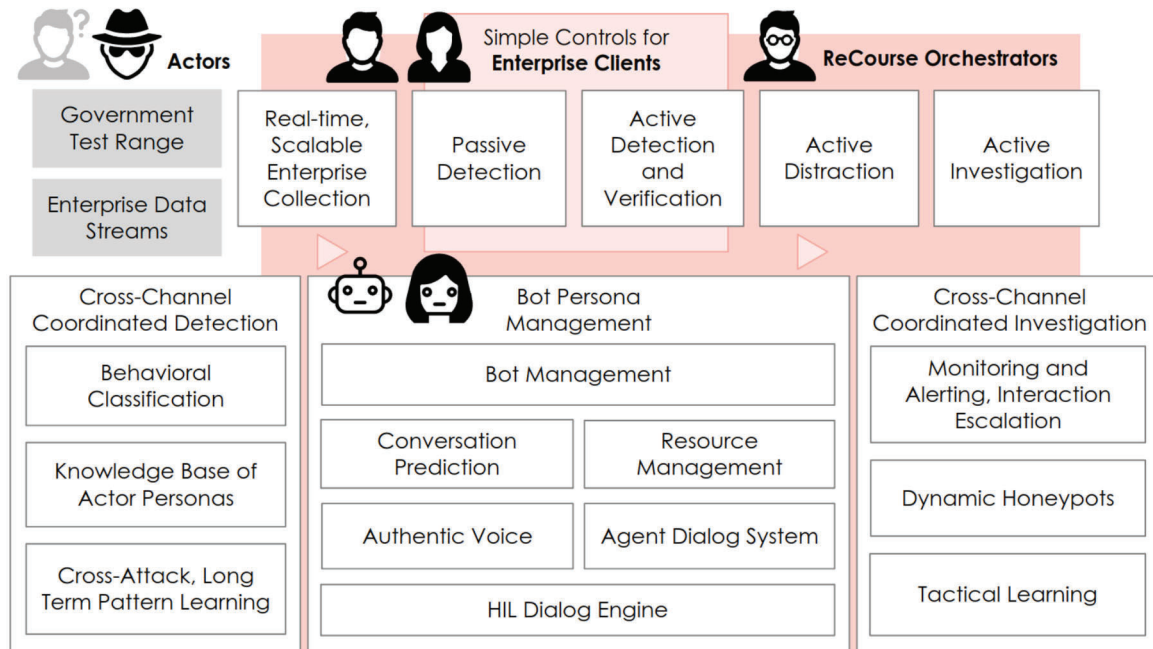 ?
Actors
Simple Controls for
Enterprise Clients
ReCourse Orchestrators
Government
Test Range
Enterprise Data
Streams
Real-time,
Scalable
Enterprise
Collection
Passive
Detection
Active
Detection
and
Verification
Active
Distraction
Active
Investigation
Cross-Channel
Coordinated Detection
Behavioral
Classification
Knowledge Base of
Actor Personas
Cross-Attack, Long
Term Pattern Learning
Bot Persona
Management
Bot Management
Conversation
Prediction
Resource
Management
Authentic Voice
Agent Dialog System
HIL Dialog Engine
Cross-Channel
Coordinated Investigation
Monitoring and
Alerting, Interaction
Escalation
Dynamic Honeypots
Tactical Learning